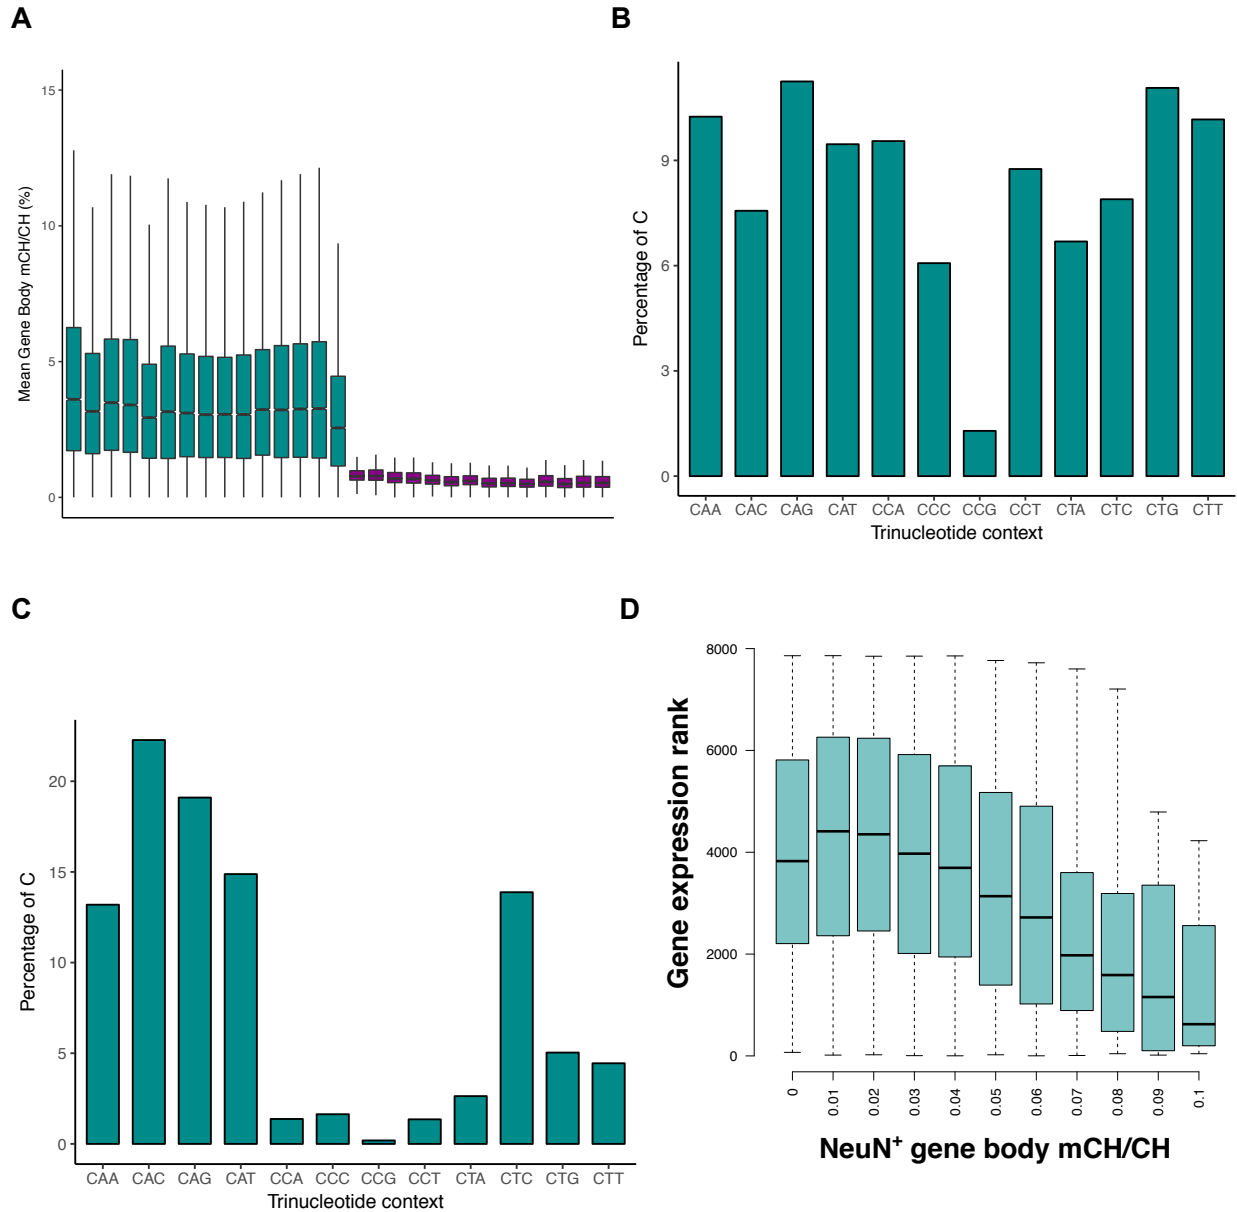 A
Mean Gene Body mCH/CH (%)
15
10
5
0
B
Percentage of C
9
6
3
0
CAA CAC CAG CAT CCA CCC CCG CCT CTA CTC CTG CTT
Trinucleotide context
C
Percentage of C
20
15
10
5
0
CAA CAC CAG CAT CCA CCC CCG CCT CTA CTC CTG CTT
Trinucleotide context
D
Gene expression rank
8000
6000
4000
2000
0
0 0.01 0.02 0.03 0.04 0.05 0.06 0.07 0.08 0.09 0.1
NeuN⁺ gene body mCH/CH